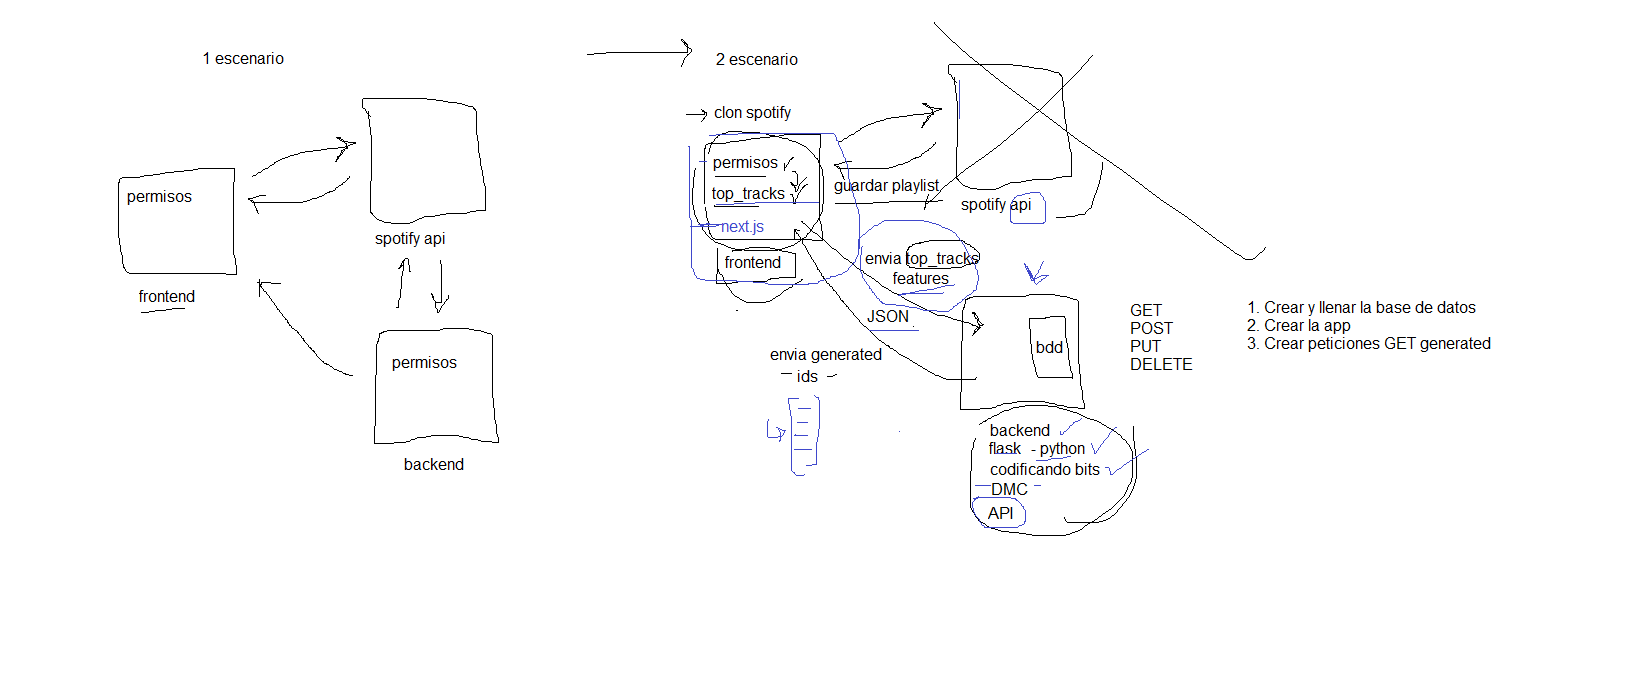 1 escenario
permisos
frontend
spotify api
permisos
backend
2 escenario
clon spotify
permisos
top_tracks
next.js
frontend
guardar playlist
spotify api
envia top_tracks
features
JSON
envia generated
ids
bdd
backend
flask - python
codificando bits
DMC
API
GET
POST
PUT
DELETE
1. Crear y llenar la base de datos
2. Crear la app
3. Crear peticiones GET generated